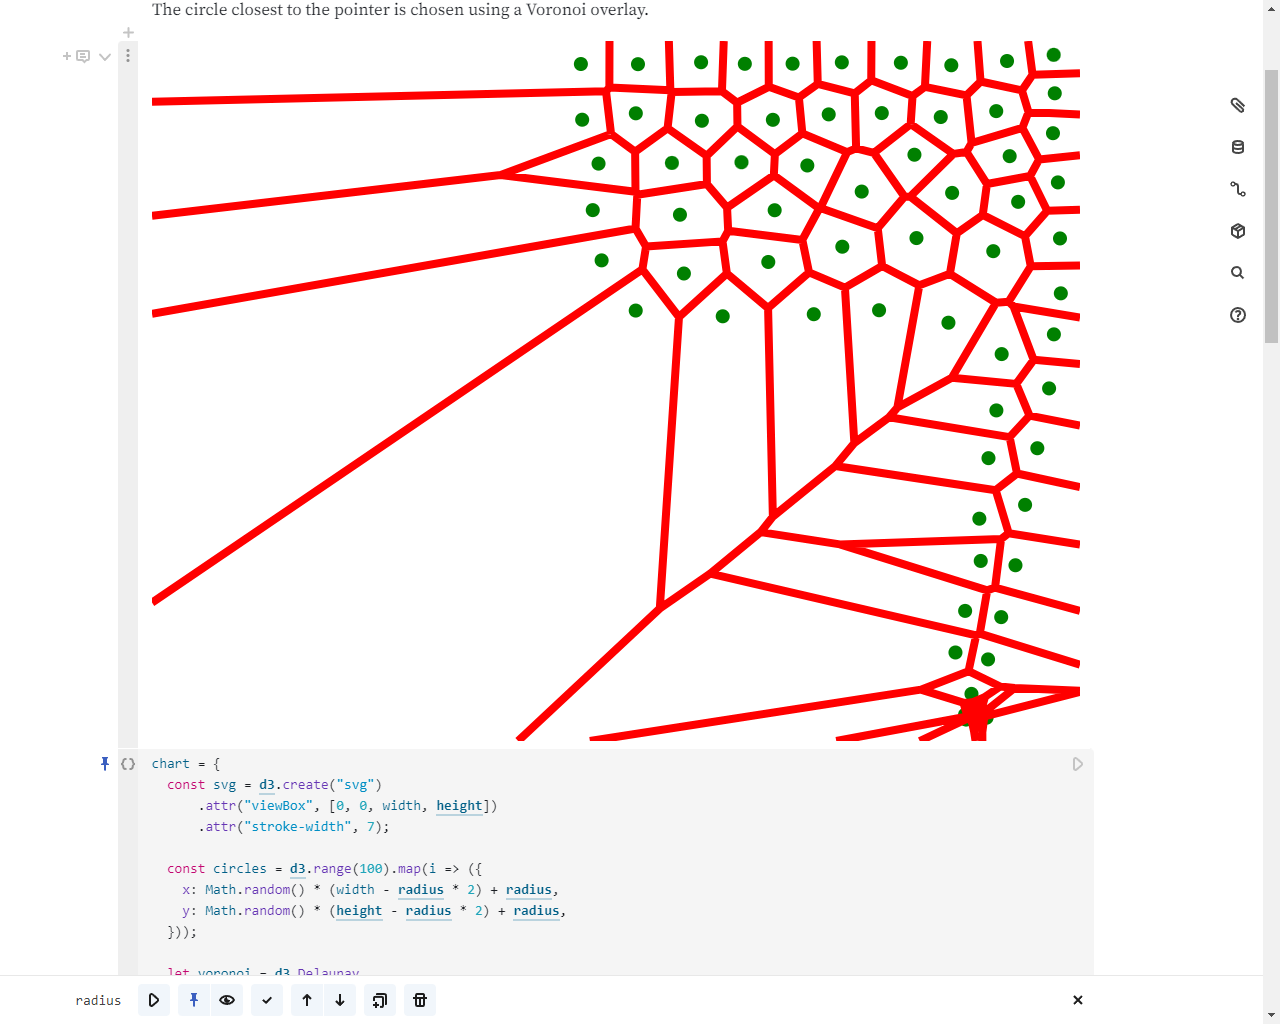 The circle closest to the pointer is chosen using a Voronoi overlay.
chart = {
  const svg = d3.create("svg")
      .attr("viewBox", [0, 0, width, height])
      .attr("stroke-width", 7);
  const circles = d3.range(100).map(i => ({
    x: Math.random() * (width - radius * 2) + radius,
    y: Math.random() * (height - radius * 2) + radius,
  }));
  let voronoi = d3.Delaunay
radius